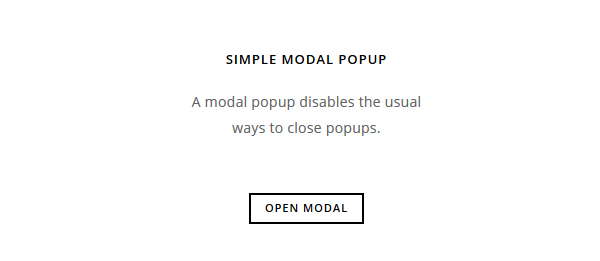 SIMPLE MODAL POPUP
A modal popup disables the usual
ways to close popups.
OPEN MODAL